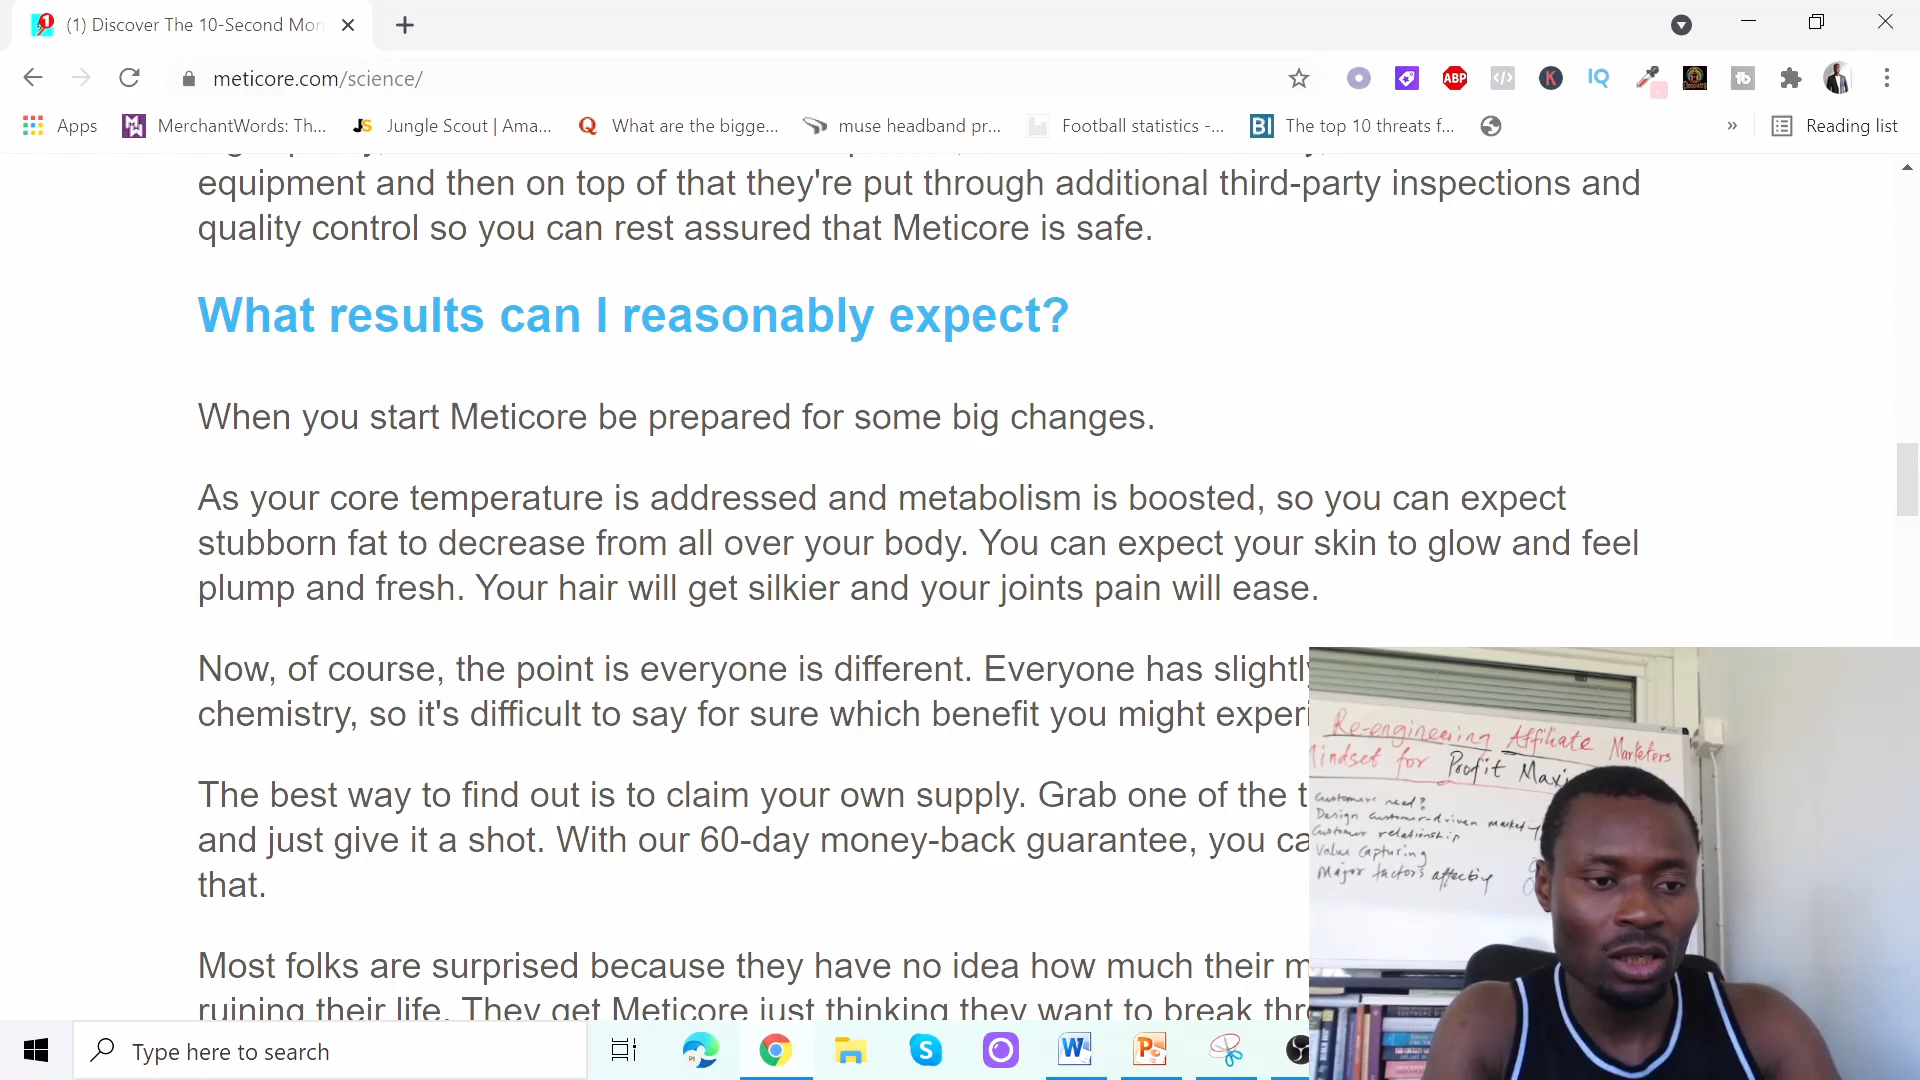 (1) Discover The 10-Second Mor
meticore.com/science/
ABP
</>
K
IQ
tb
Apps
MerchantWords: Th...
JS
Jungle Scout | Ama...
Q
What are the bigge...
muse headband pr...
Football statistics -...
BI
The top 10 threats f...
»
Reading list
equipment and then on top of that they're put through additional third-party inspections and
quality control so you can rest assured that Meticore is safe.
What results can I reasonably expect?
When you start Meticore be prepared for some big changes.
As your core temperature is addressed and metabolism is boosted, so you can expect
stubborn fat to decrease from all over your body. You can expect your skin to glow and feel
plump and fresh. Your hair will get silkier and your joints pain will ease.
Now, of course, the point is everyone is different. Everyone has slightly
chemistry, so it's difficult to say for sure which benefit you might experi
The best way to find out is to claim your own supply. Grab one of the t
and just give it a shot. With our 60-day money-back guarantee, you ca
that.
Most folks are surprised because they have no idea how much their m
ruining their life. They get Meticore just thinking they want to break thr
Re-engineering Affiliate Marketers
Mindset for Profit Maxi
Customers need?
Design customer-driven marketing
Customer relationship
Value capturing
Major factors affecting
Type here to search